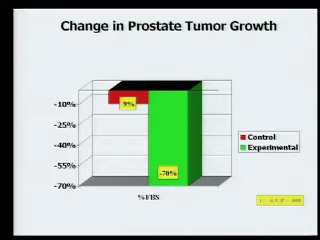 Change in Prostate Tumor Growth
-10%
9%
-25%
-40%
-55%
-70%
-70%
%FBS
Control
Experimental